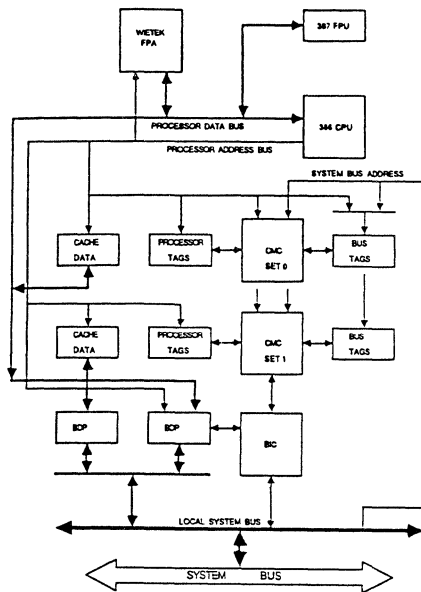 WIETEK
FPA
387 FPU
386 CPU
PROCESSOR DATA BUS
PROCESSOR ADDRESS BUS
SYSTEM BUS ADDRESS
CACHE
DATA
PROCESSOR
TAGS
CMC
SET 0
BUS
TAGS
CACHE
DATA
PROCESSOR
TAGS
CMC
SET 1
BUS
TAGS
BDP
BDP
BIC
LOCAL SYSTEM BUS
SYSTEM BUS